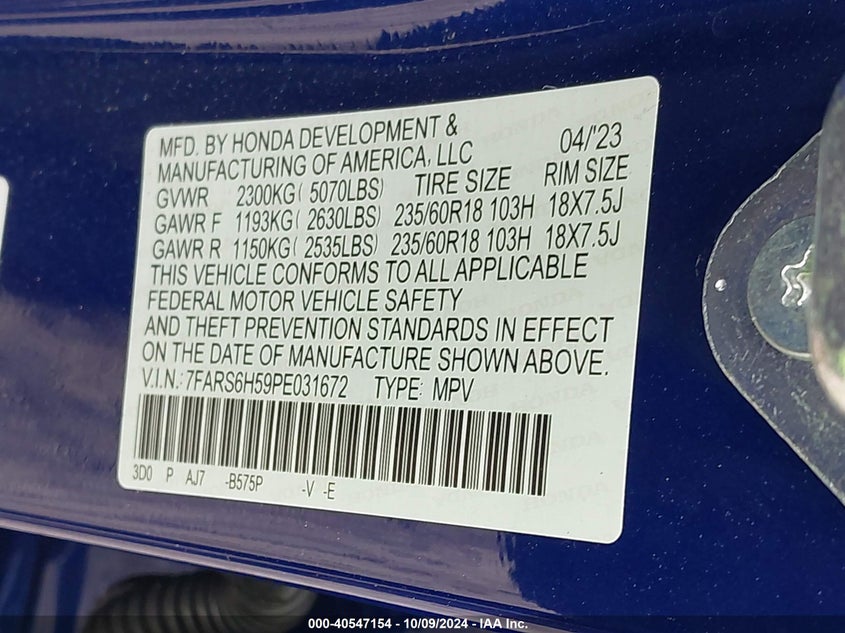 MFD. BY HONDA DEVELOPMENT &
MANUFACTURING OF AMERICA, LLC 04/'23
GVWR 2300KG( 5070LBS) TIRE SIZE RIM SIZE
GAWR F 1193KG( 2630LBS) 235/60R18 103H 18X7.5J
GAWR R 1150KG( 2535LBS) 235/60R18 103H 18X7.5J
THIS VEHICLE CONFORMS TO ALL APPLICABLE
FEDERAL MOTOR VEHICLE SAFETY
AND THEFT PREVENTION STANDARDS IN EFFECT
ON THE DATE OF MANUFACTURE SHOWN ABOVE.
V.I.N.: 7FARS6H59PE031672 TYPE: MPV
3D0 P AJ7 -B575P -V -E
000-40547154 - 10/09/2024 - IAA Inc.